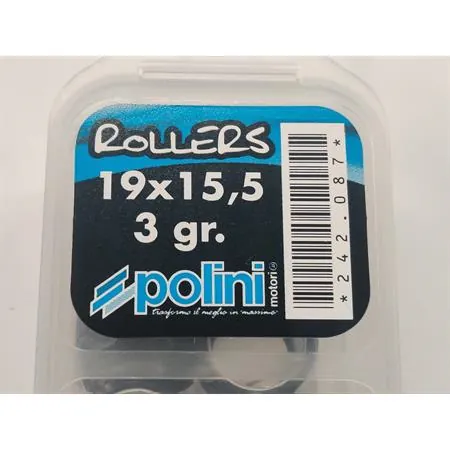 ROLLERS
19x15,5
3 gr.
polini
motori
trasformo il meglio in "massimo"
*242.087*